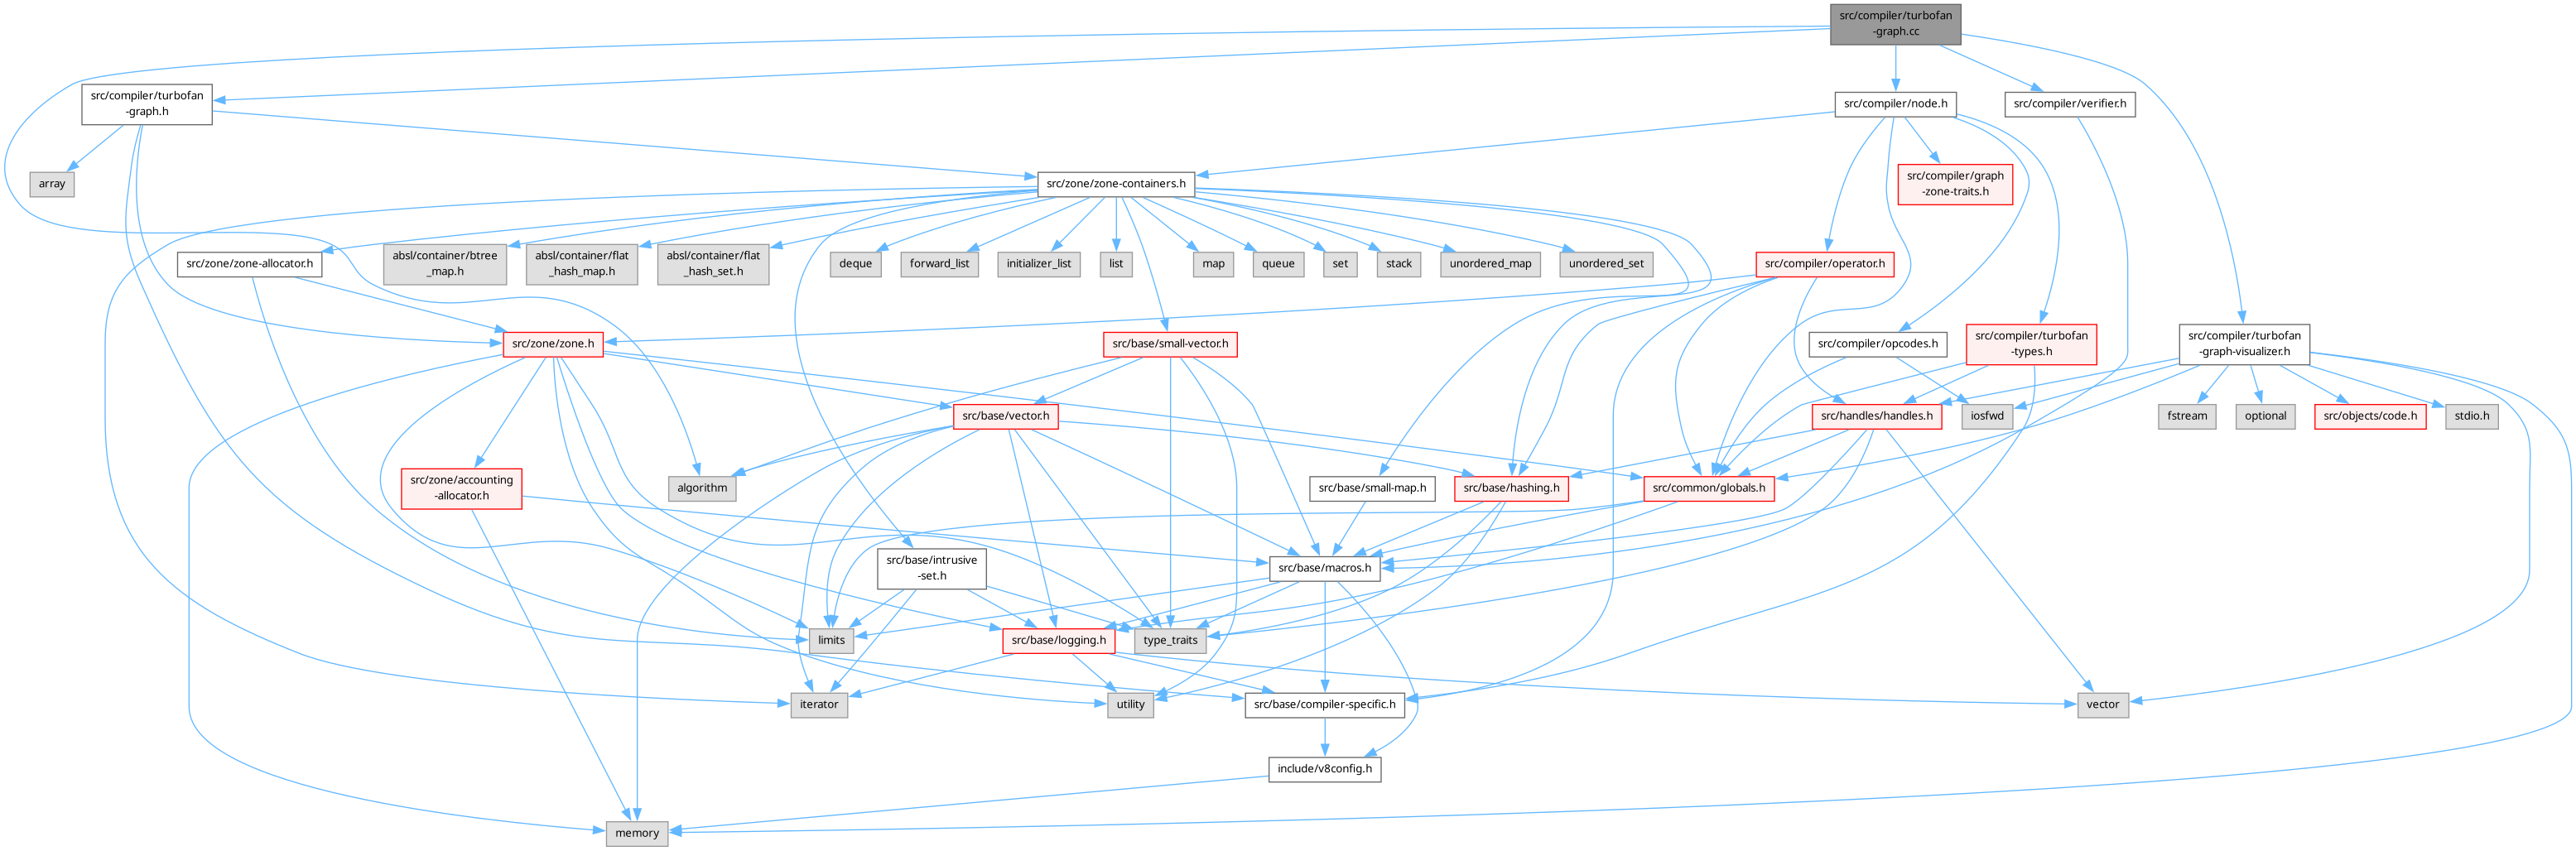 src/compiler/turbofan
-graph.cc
src/compiler/turbofan
-graph.h
src/compiler/node.h
src/compiler/verifier.h
array
src/zone/zone-containers.h
src/compiler/graph
-zone-traits.h
src/zone/zone-allocator.h
absl/container/btree
_map.h
absl/container/flat
_hash_map.h
absl/container/flat
_hash_set.h
deque
forward_list
initializer_list
list
map
queue
set
stack
unordered_map
unordered_set
src/compiler/operator.h
src/zone/zone.h
src/base/small-vector.h
src/compiler/opcodes.h
src/compiler/turbofan
-types.h
src/compiler/turbofan
-graph-visualizer.h
src/base/vector.h
src/handles/handles.h
iosfwd
fstream
optional
src/objects/code.h
stdio.h
src/zone/accounting
-allocator.h
algorithm
src/base/small-map.h
src/base/hashing.h
src/common/globals.h
src/base/intrusive
-set.h
src/base/macros.h
limits
src/base/logging.h
type_traits
iterator
utility
src/base/compiler-specific.h
vector
include/v8config.h
memory